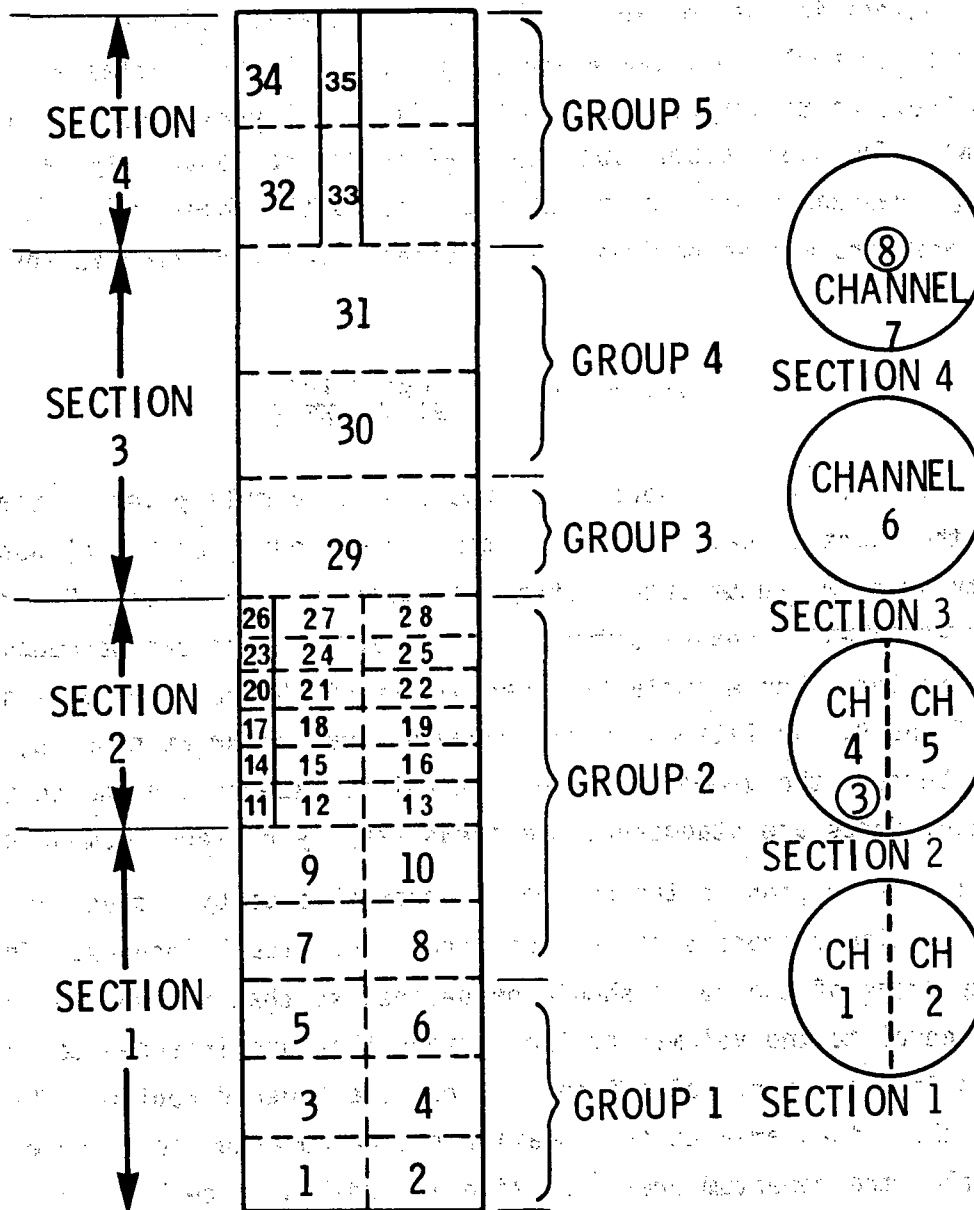 SECTION
4
34 35
32 33
GROUP 5
SECTION
3
31
30
GROUP 4
29
GROUP 3
SECTION
2
26 27 28
23 24 25
20 21 22
17 18 19
14 15 16
11 12 13
9 10
7 8
GROUP 2
SECTION
1
5 6
3 4
1 2
GROUP 1
8
CHANNEL
7
SECTION 4
CHANNEL
6
SECTION 3
CH CH
4 5
3
SECTION 2
CH CH
1 2
SECTION 1